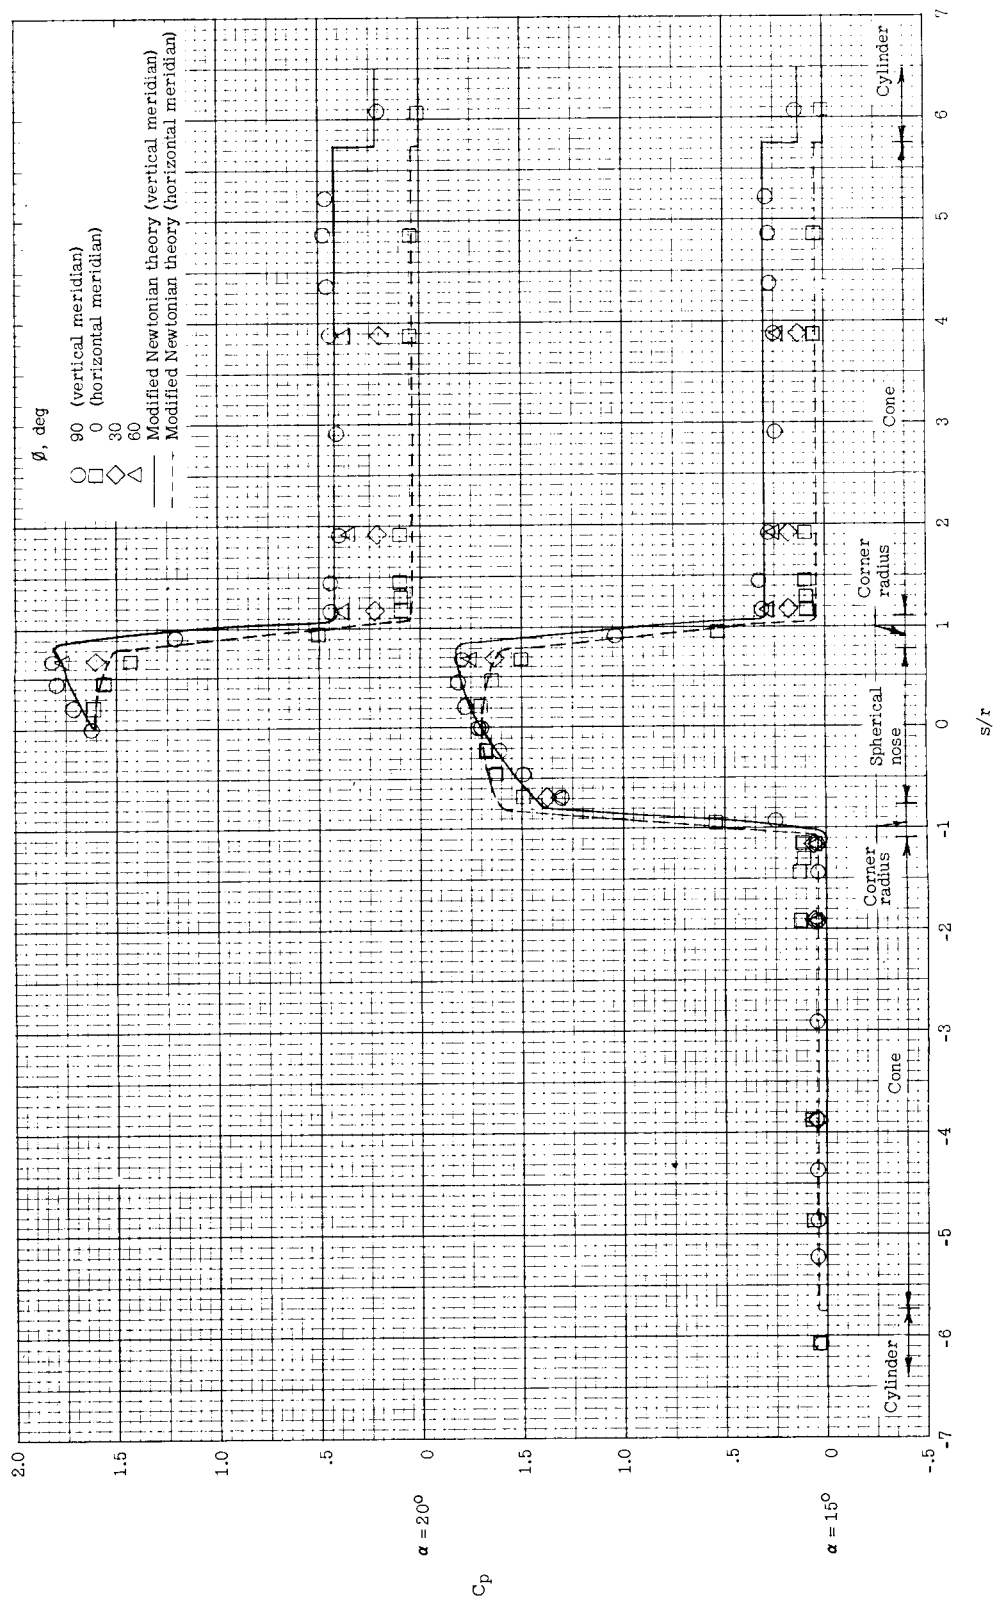 Ø, deg
90 (vertical meridian)
0 (horizontal meridian)
30
60
Modified Newtonian theory (vertical meridian)
Modified Newtonian theory (horizontal meridian)
2.0
1.5
1.0
.5
0
α = 20°
1.5
1.0
.5
0
-.5
α = 15°
Cp
Cylinder
Cone
Corner radius
Spherical nose
Corner radius
Cone
Cylinder
-7
-6
-5
-4
-3
-2
-1
0
1
2
3
4
5
6
7
s/r